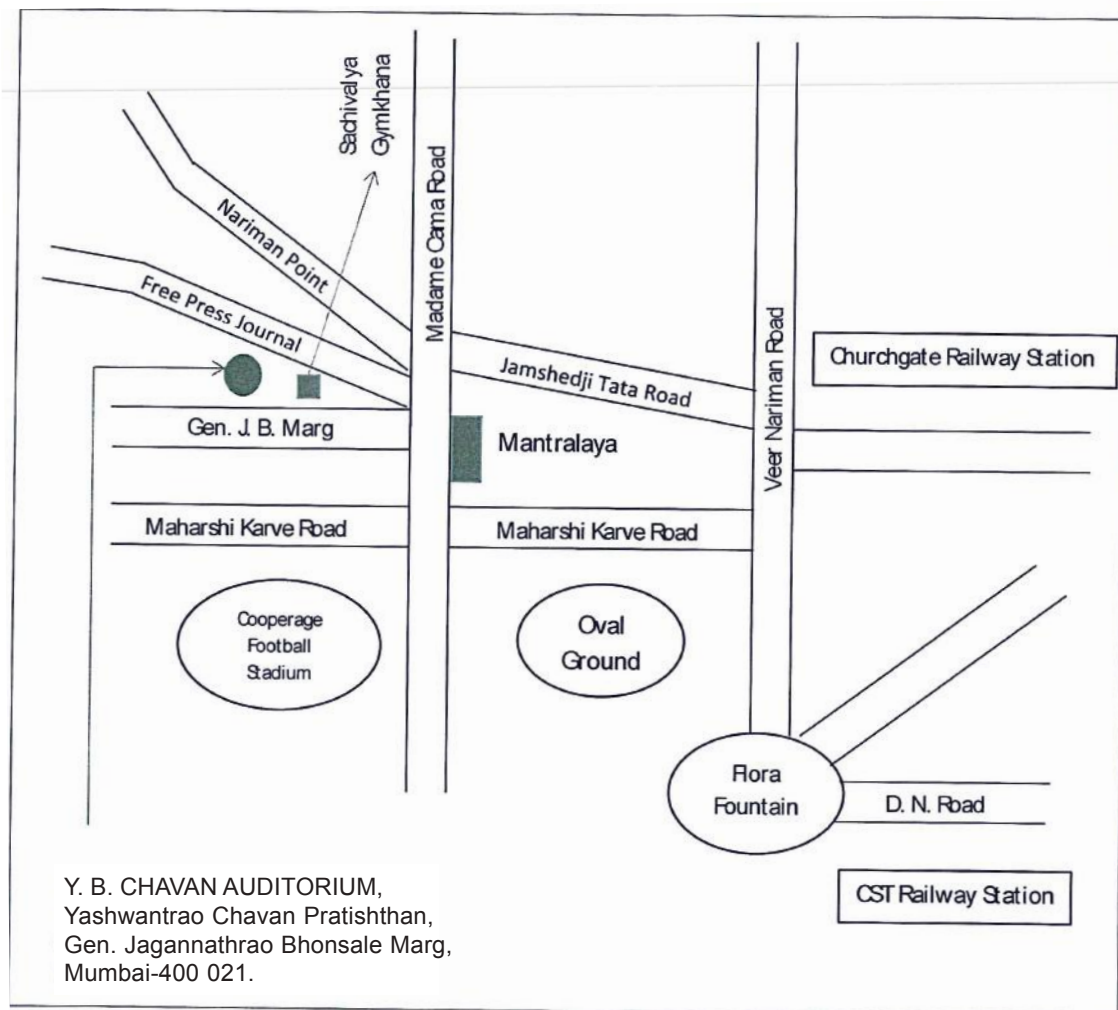 Sachivalya
Gymkhana
Madame Cama Road
Nariman Point
Free Press Journal
Gen. J. B. Marg
Jamshedji Tata Road
Veer Nariman Road
Churchgate Railway Station
Mantralaya
Maharshi Karve Road
Maharshi Karve Road
Cooperage
Football
Stadium
Oval
Ground
Flora
Fountain
D. N. Road
CST Railway Station
Y. B. CHAVAN AUDITORIUM,
Yashwantrao Chavan Pratishthan,
Gen. Jagannathrao Bhonsale Marg,
Mumbai-400 021.